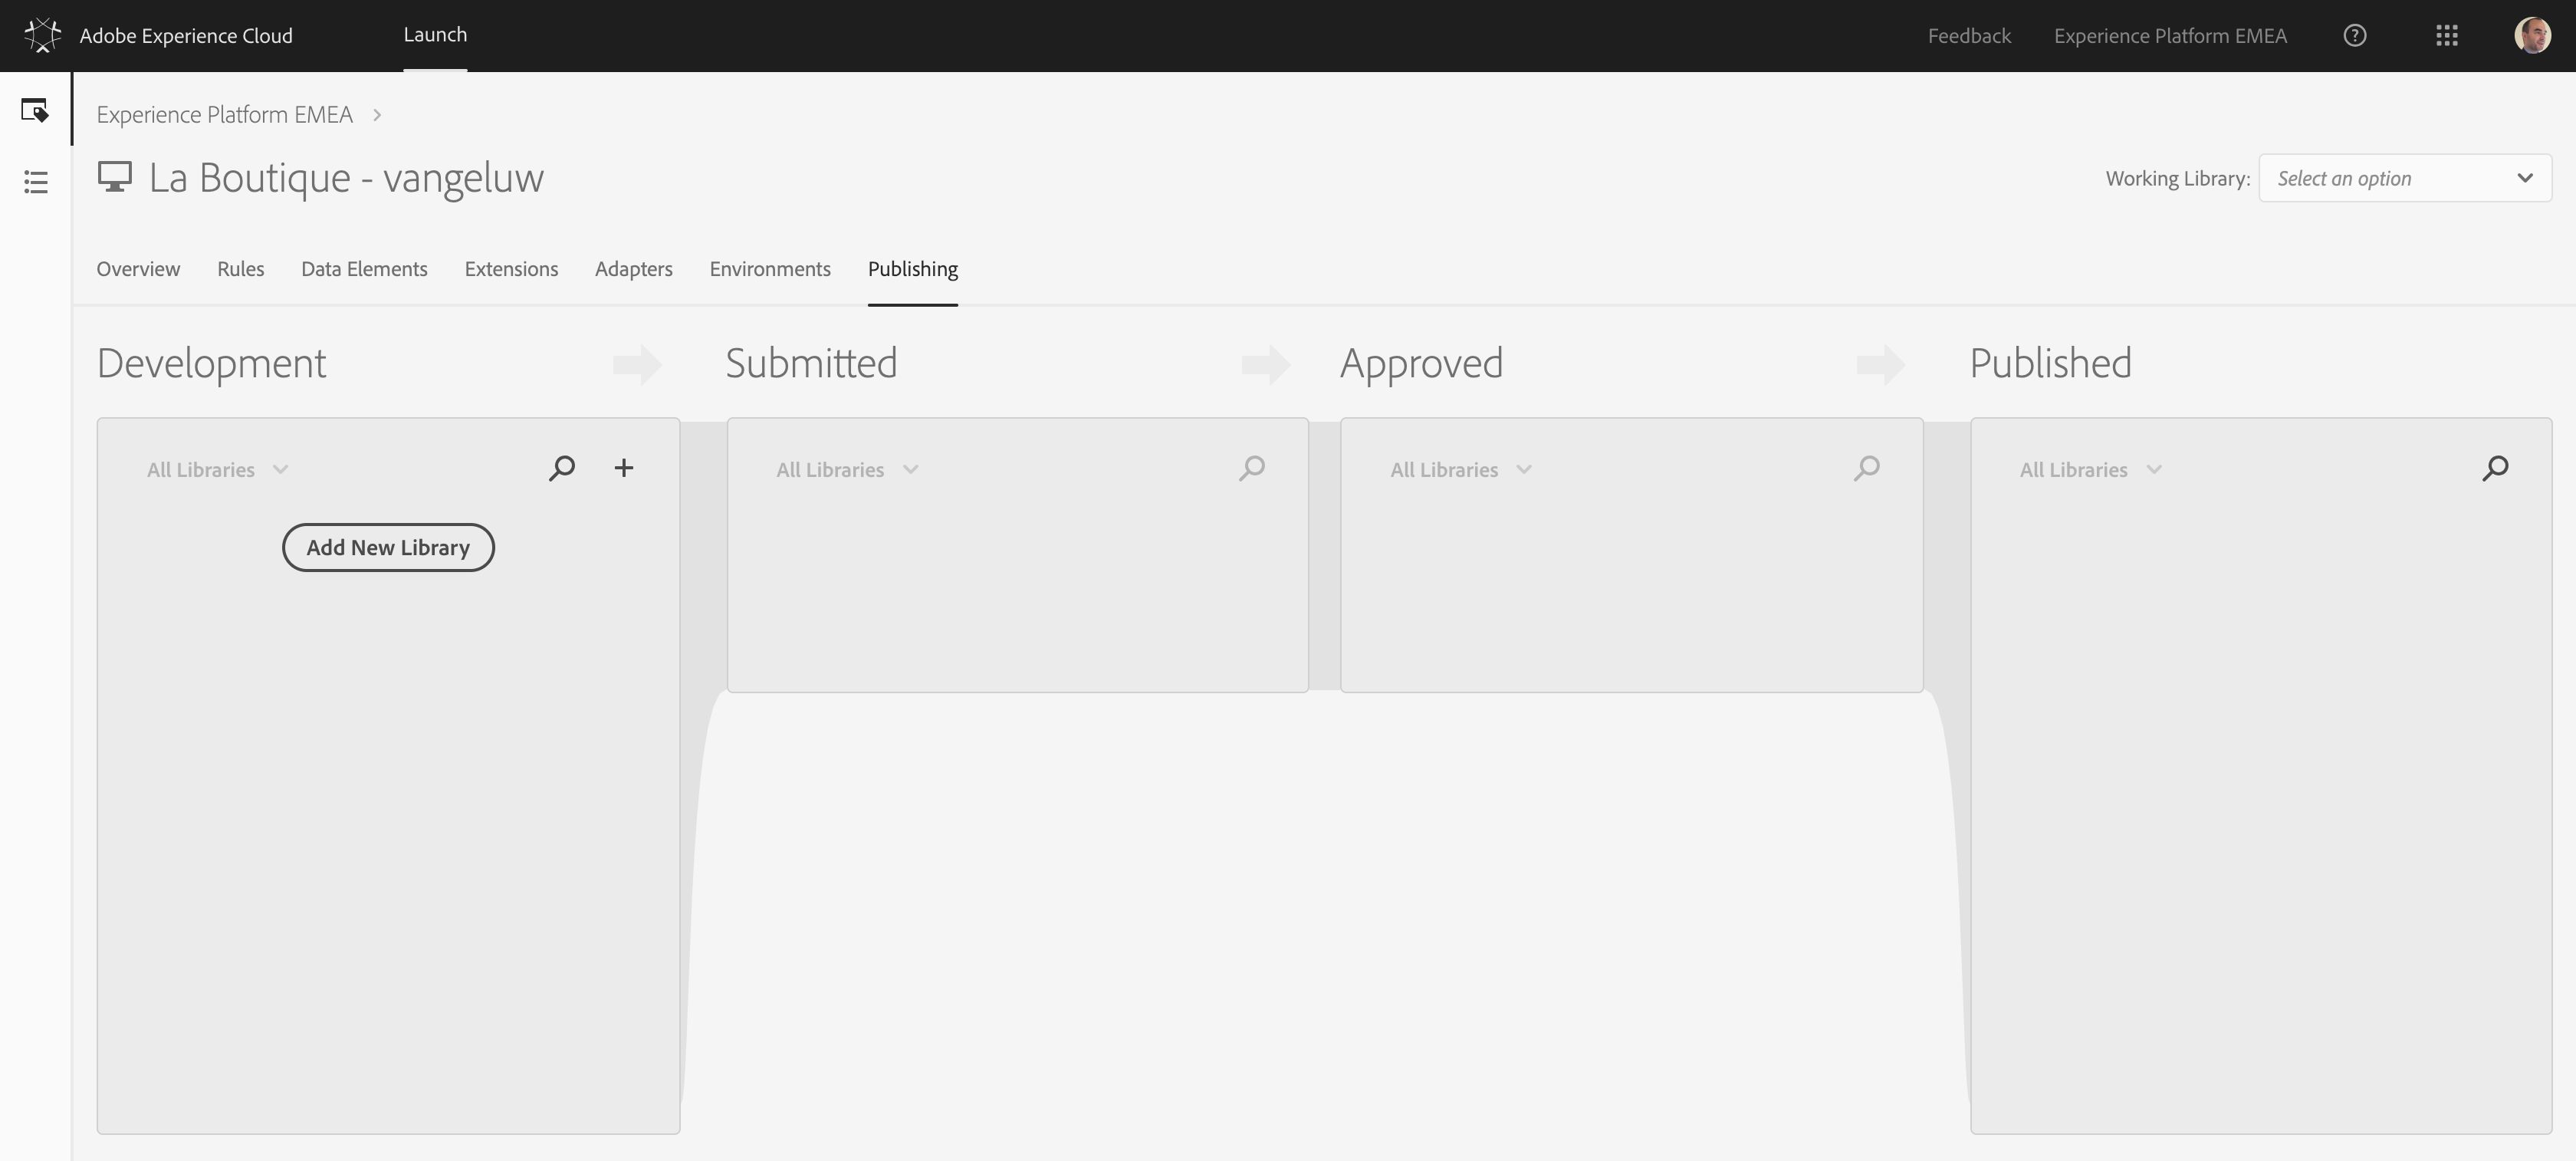 Adobe Experience Cloud
Launch
Feedback
Experience Platform EMEA
Experience Platform EMEA
La Boutique - vangeluw
Working Library:
Select an option
Overview
Rules
Data Elements
Extensions
Adapters
Environments
Publishing
Development
Submitted
Approved
Published
All Libraries
All Libraries
All Libraries
All Libraries
Add New Library